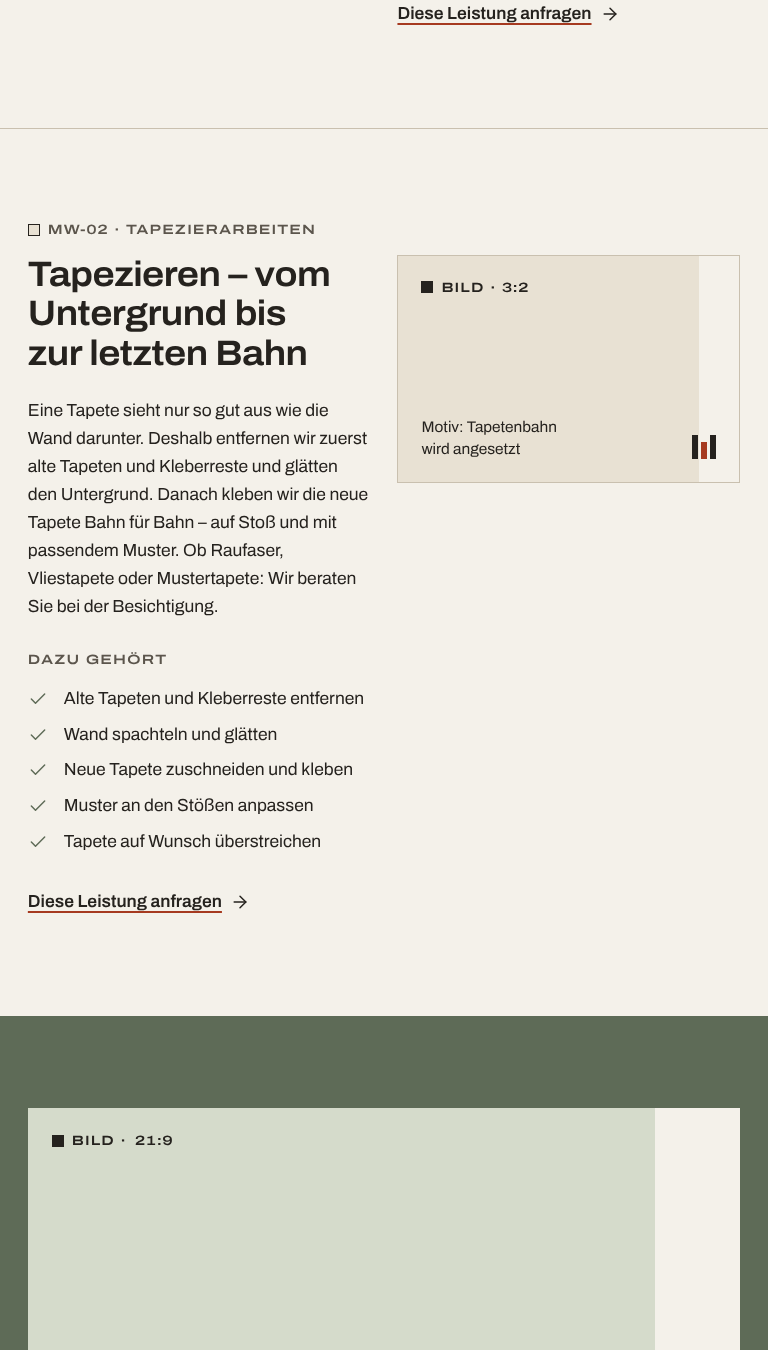 Diese Leistung anfragen
MW-02 · TAPEZIERARBEITEN
Tapezieren – vom
Untergrund bis
zur letzten Bahn
Eine Tapete sieht nur so gut aus wie die
Wand darunter. Deshalb entfernen wir zuerst
alte Tapeten und Kleberreste und glätten
den Untergrund. Danach kleben wir die neue
Tapete Bahn für Bahn – auf Stoß und mit
passendem Muster. Ob Raufaser,
Vliestapete oder Mustertapete: Wir beraten
Sie bei der Besichtigung.
DAZU GEHÖRT
Alte Tapeten und Kleberreste entfernen
Wand spachteln und glätten
Neue Tapete zuschneiden und kleben
Muster an den Stößen anpassen
Tapete auf Wunsch überstreichen
Diese Leistung anfragen
BILD · 3:2
Motiv: Tapetenbahn
wird angesetzt
BILD · 21:9